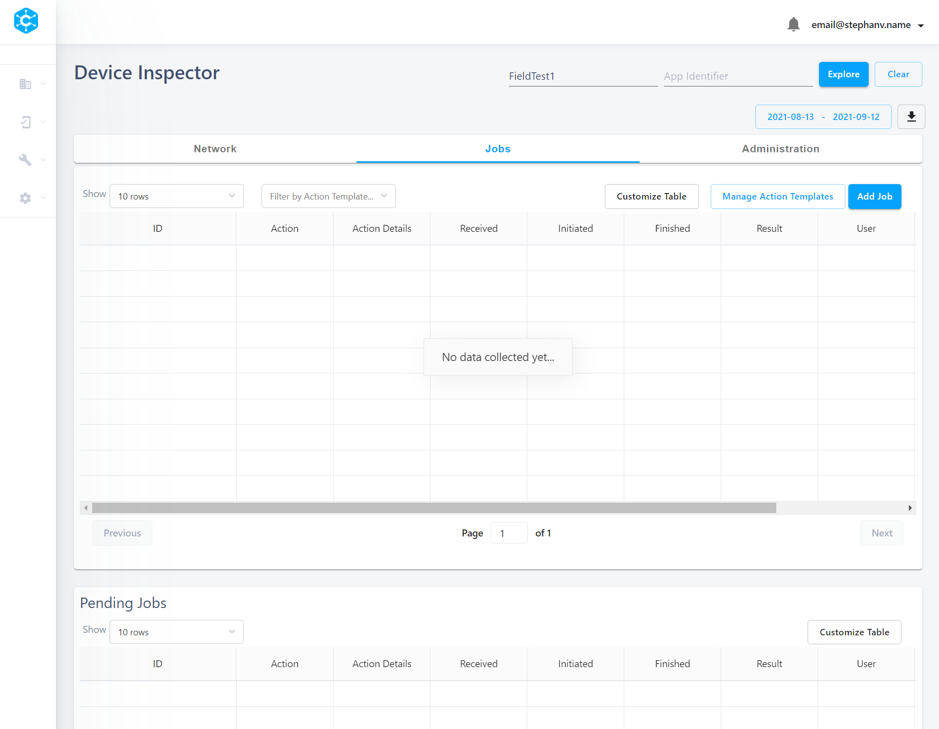 email@stephanv.name
Device Inspector
FieldTest1
App Identifier
Explore
Clear
2021-08-13 - 2021-09-12
Network
Jobs
Administration
Show
10 rows
Filter by Action Template...
Customize Table
Manage Action Templates
Add Job
ID
Action
Action Details
Received
Initiated
Finished
Result
User
No data collected yet...
Previous
Page 1 of 1
Next
Pending Jobs
Show
10 rows
Customize Table
ID
Action
Action Details
Received
Initiated
Finished
Result
User